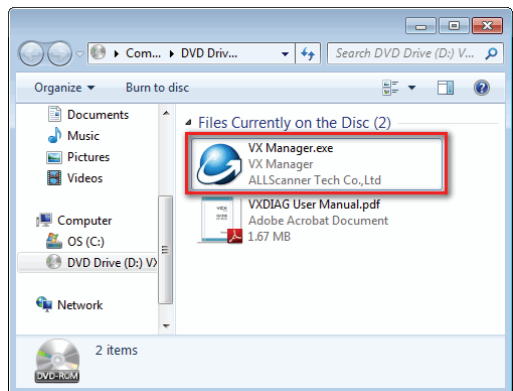 Com... DVD Driv... Search DVD Drive (D:) V...
Organize Burn to disc
Documents
Music
Pictures
Videos
Computer
OS (C:)
DVD Drive (D:) VX
Network
Files Currently on the Disc (2)
VX Manager.exe
VX Manager
ALLScanner Tech Co.,Ltd
VXDIAG User Manual.pdf
Adobe Acrobat Document
1.67 MB
2 items
DVD-ROM